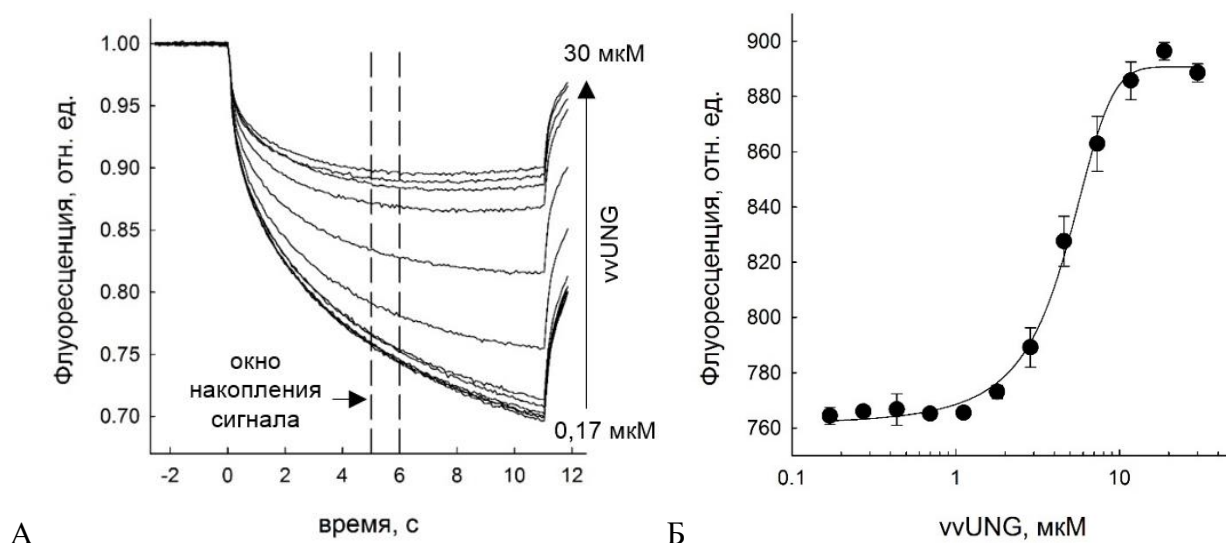 1.00
0.95
0.90
0.85
0.80
0.75
0.70
Флуоресценция, отн. ед.
30 мкМ
vvUNG
0,17 мкМ
окно
накопления
сигнала
-2 0 2 4 6 8 10 12
время, с
А
900
880
860
840
820
800
780
760
Флуоресценция, отн. ед.
0.1 1 10
vvUNG, мкМ
Б